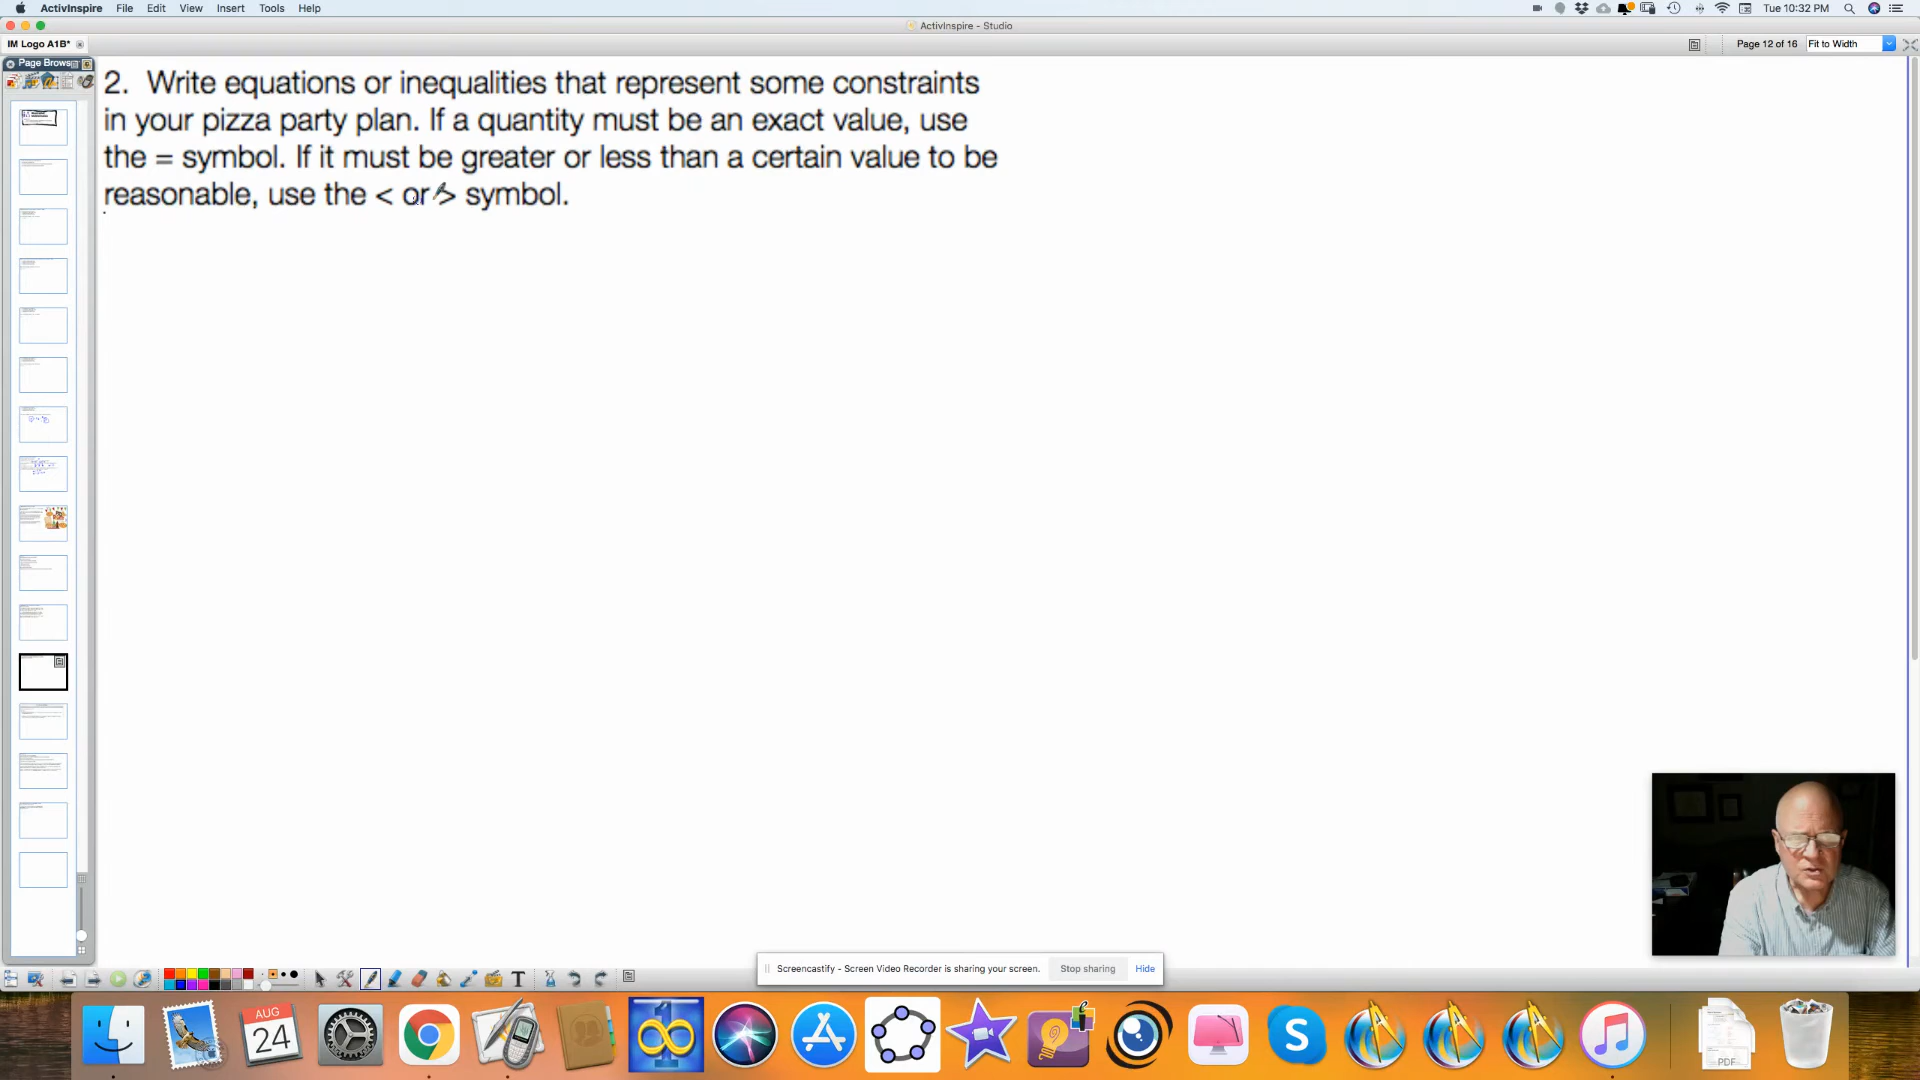 ActivInspire File Edit View Insert Tools Help
Tue 10:32 PM
ActivInspire - Studio
IM Logo A1B*
Page 12 of 16
Fit to Width
Page Brows
2. Write equations or inequalities that represent some constraints
in your pizza party plan. If a quantity must be an exact value, use
the = symbol. If it must be greater or less than a certain value to be
reasonable, use the < or > symbol.
Screencastify - Screen Video Recorder is sharing your screen.
Stop sharing
Hide
AUG
24
PDF